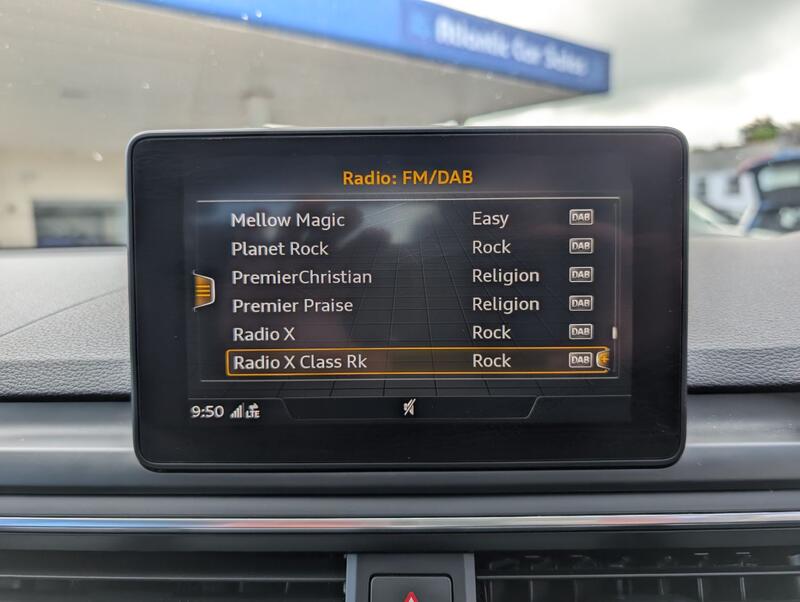 Atlantic Car Sales
Radio: FM/DAB
Mellow Magic Easy DAB
Planet Rock Rock DAB
PremierChristian Religion DAB
Premier Praise Religion DAB
Radio X Rock DAB
Radio X Class Rk Rock DAB
9:50 LTE